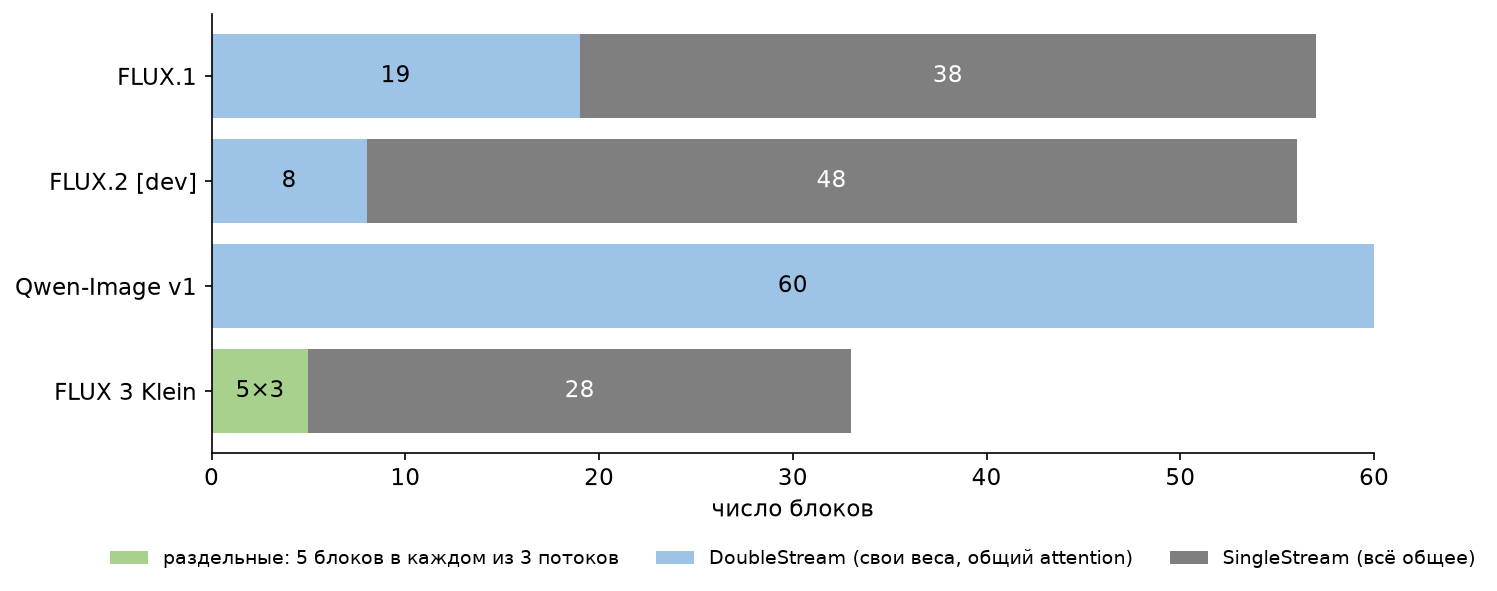 FLUX.1
19
38
FLUX.2 [dev]
8
48
Qwen-Image v1
60
FLUX 3 Klein
5×3
28
0 10 20 30 40 50 60
число блоков
раздельные: 5 блоков в каждом из 3 потоков DoubleStream (свои веса, общий attention) SingleStream (всё общее)